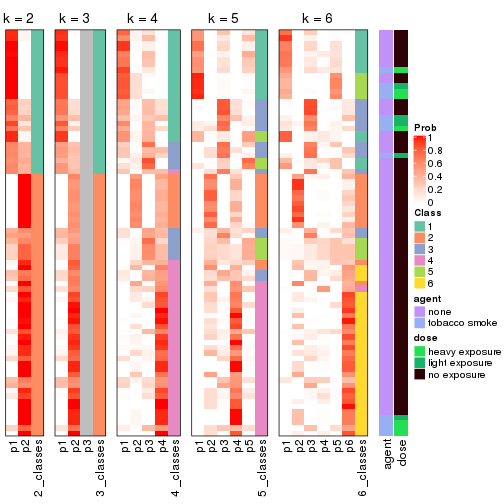 k = 2
k = 3
k = 4
k = 5
k = 6
Prob
1
0.8
0.6
0.4
0.2
0
Class
1
2
3
4
5
6
agent
none
tobacco smoke
dose
heavy exposure
light exposure
no exposure
p1
p2
2_classes
p1
p2
p3
3_classes
p1
p2
p3
p4
4_classes
p1
p2
p3
p4
p5
5_classes
p1
p2
p3
p4
p5
p6
6_classes
agent
dose